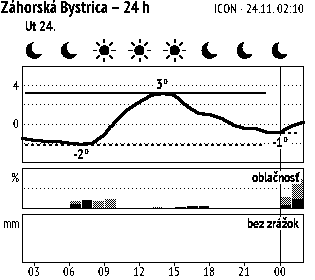 Záhorská Bystrica – 24 h
ICON · 24.11. 02:10
Ut 24.
4
3°
0
-2°
-1°
%
oblačnosť
mm
bez zrážok
03 06 09 12 15 18 21 00